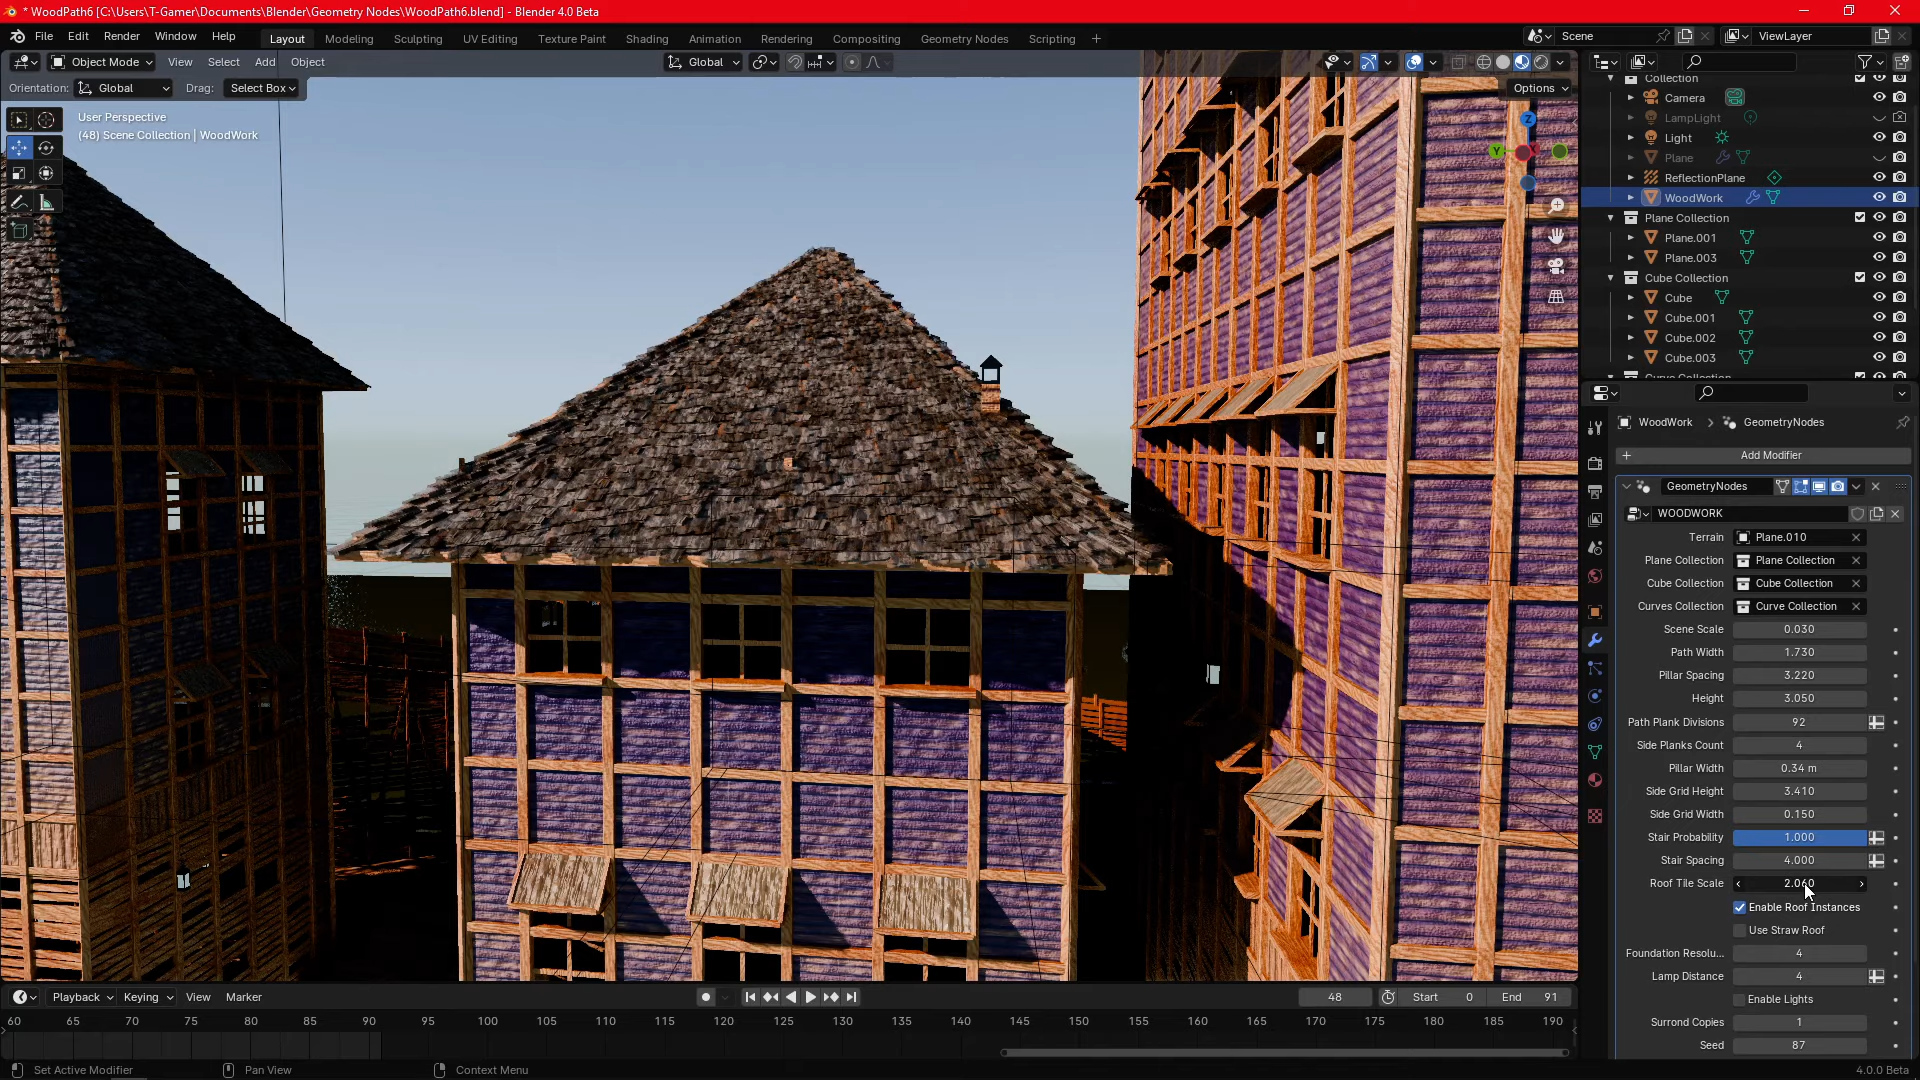 * WoodPath6 [C:\Users\T-Gamer\Documents\Blender\Geometry Nodes\WoodPath6.blend] - Blender 4.0 Beta
File Edit Render Window Help Layout Modeling Sculpting UV Editing Texture Paint Shading Animation Rendering Compositing Geometry Nodes Scripting + Scene ViewLayer
Object Mode View Select Add Object Global
Orientation: Global Drag: Select Box Options
User Perspective
(48) Scene Collection | WoodWork
Z
Y
Collection
Camera
LampLight
Light
Plane
ReflectionPlane
WoodWork
Plane Collection
Plane.001
Plane.003
Cube Collection
Cube
Cube.001
Cube.002
Cube.003
WoodWork > GeometryNodes
+ Add Modifier
GeometryNodes
WOODWORK
Terrain Plane.010
Plane Collection Plane Collection
Cube Collection Cube Collection
Curves Collection Curve Collection
Scene Scale 0.030
Path Width 1.730
Pillar Spacing 3.220
Height 3.050
Path Plank Divisions 92
Side Planks Count 4
Pillar Width 0.34 m
Side Grid Height 3.410
Side Grid Width 0.150
Stair Probability 1.000
Stair Spacing 4.000
Roof Tile Scale 2.060
Enable Roof Instances
Use Straw Roof
Foundation Resolu... 4
Lamp Distance 4
Enable Lights
Surrond Copies 1
Seed 87
Playback Keying View Marker 48 Start 0 End 91
60 65 70 75 80 85 90 95 100 105 110 115 120 125 130 135 140 145 150 155 160 165 170 175 180 185 190
Set Active Modifier Pan View Context Menu 4.0.0 Beta